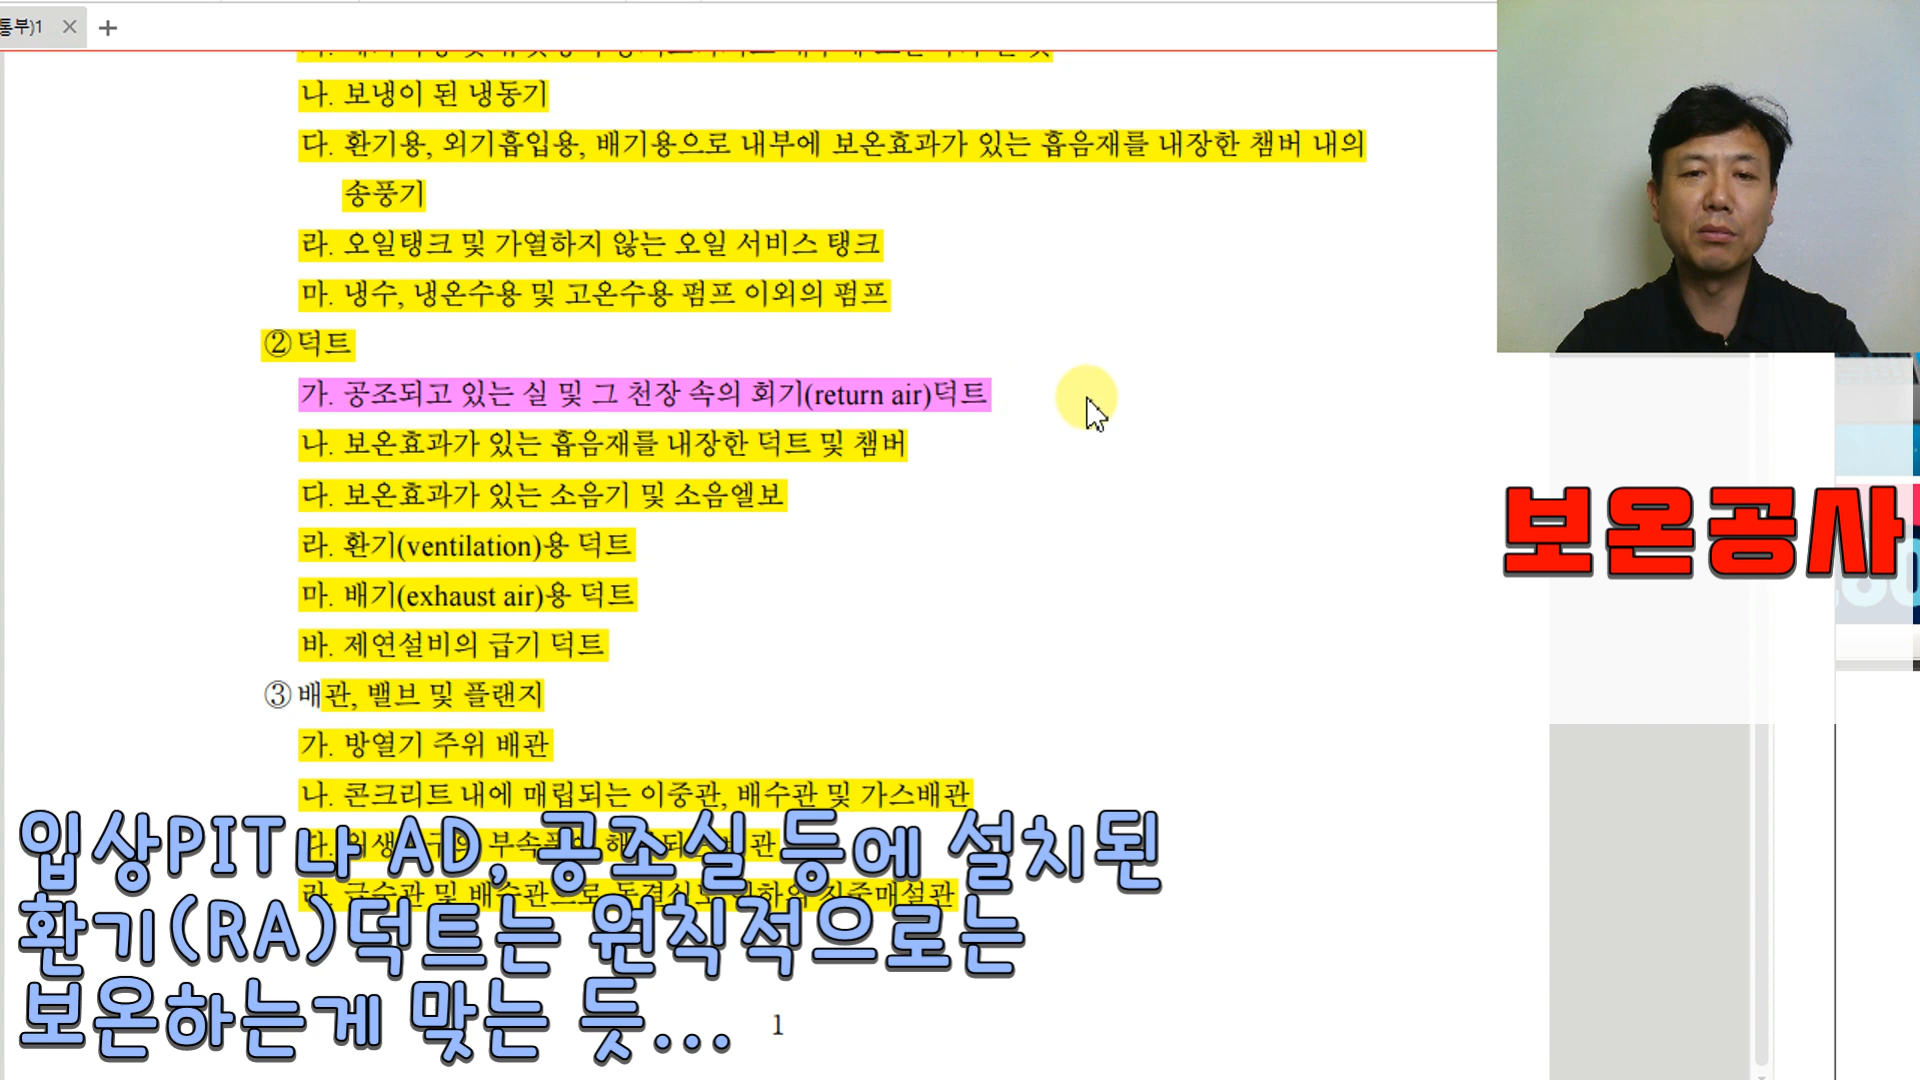 통부)1
나. 보냉이 된 냉동기
다. 환기용, 외기흡입용, 배기용으로 내부에 보온효과가 있는 흡음재를 내장한 챔버 내의
송풍기
라. 오일탱크 및 가열하지 않는 오일 서비스 탱크
마. 냉수, 냉온수용 및 고온수용 펌프 이외의 펌프
② 덕트
가. 공조되고 있는 실 및 그 천장 속의 회기(return air)덕트
나. 보온효과가 있는 흡음재를 내장한 덕트 및 챔버
다. 보온효과가 있는 소음기 및 소음엘보
라. 환기(ventilation)용 덕트
마. 배기(exhaust air)용 덕트
바. 제연설비의 급기 덕트
③ 배관, 밸브 및 플랜지
가. 방열기 주위 배관
나. 콘크리트 내에 매립되는 이중관, 배수관 및 가스배관
라. 급수관 및 배수관으로
보온공사
입상PIT나 AD, 공조실 등에 설치된
환기(RA)덕트는 원칙적으로는
보온하는게 맞는 듯...
1